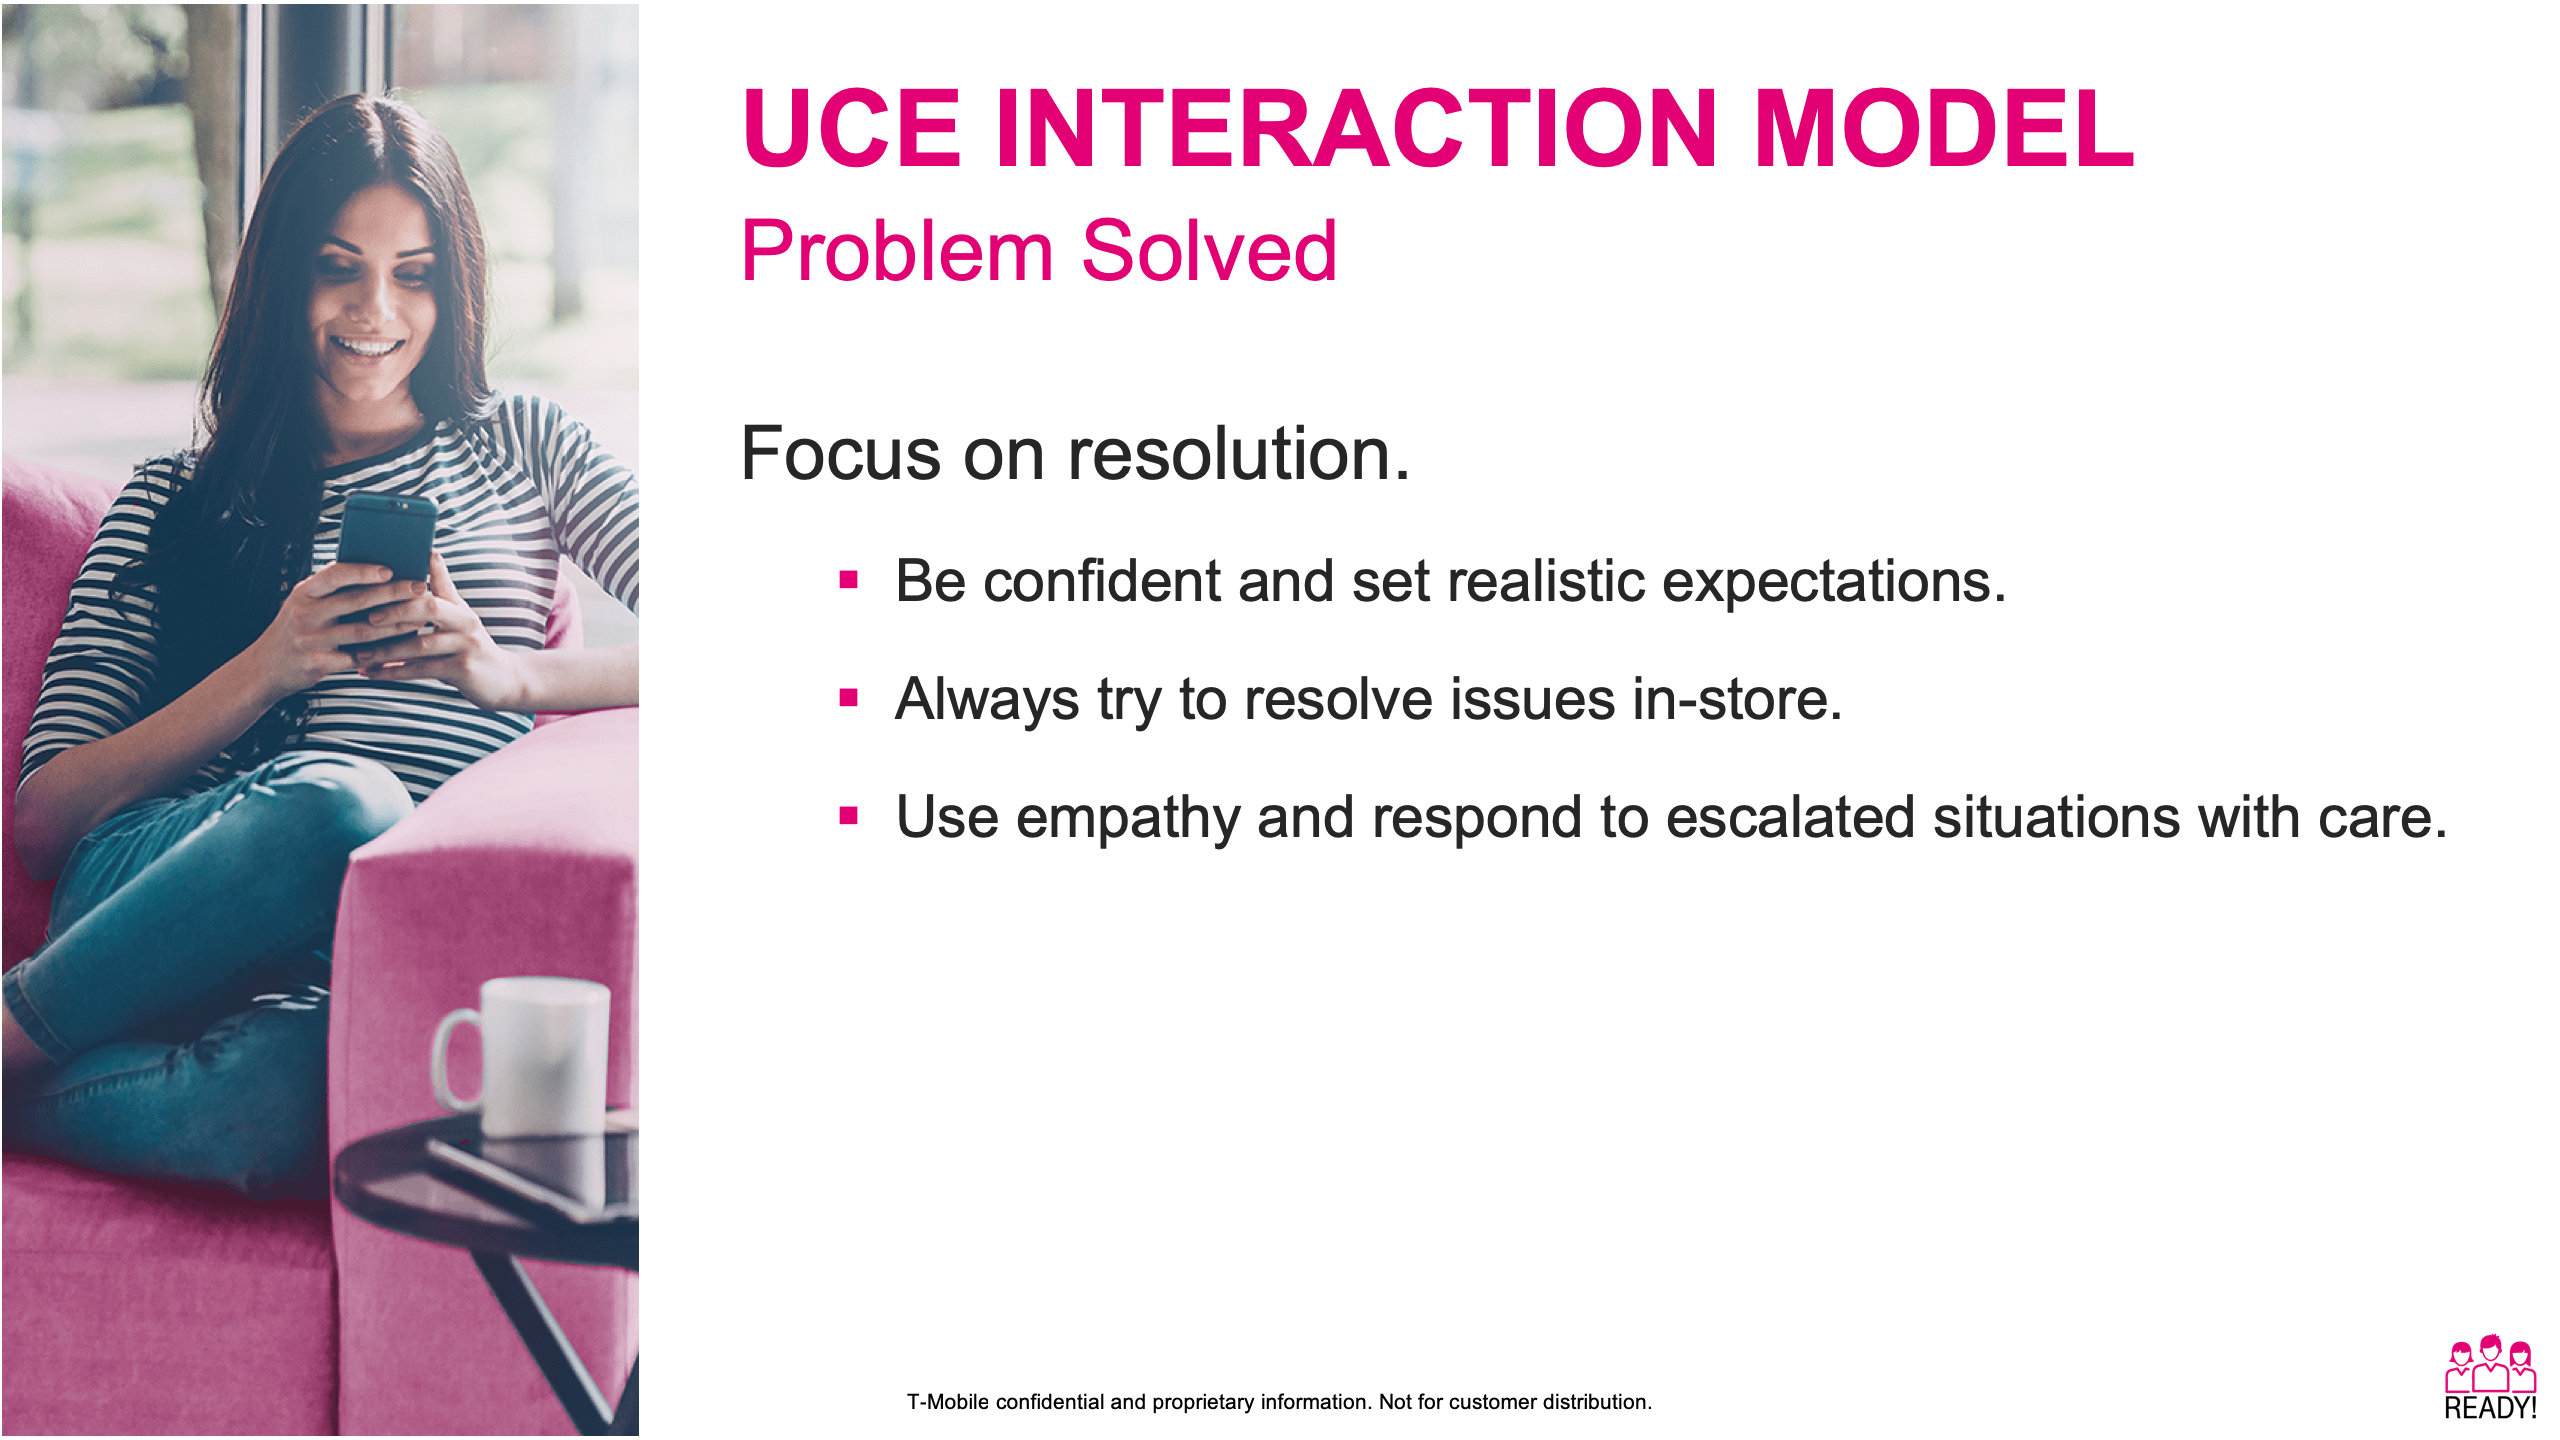 UCE INTERACTION MODEL
Problem Solved
Focus on resolution.
Be confident and set realistic expectations.
Always try to resolve issues in-store.
Use empathy and respond to escalated situations with care.
T-Mobile confidential and proprietary information. Not for customer distribution.
READY!